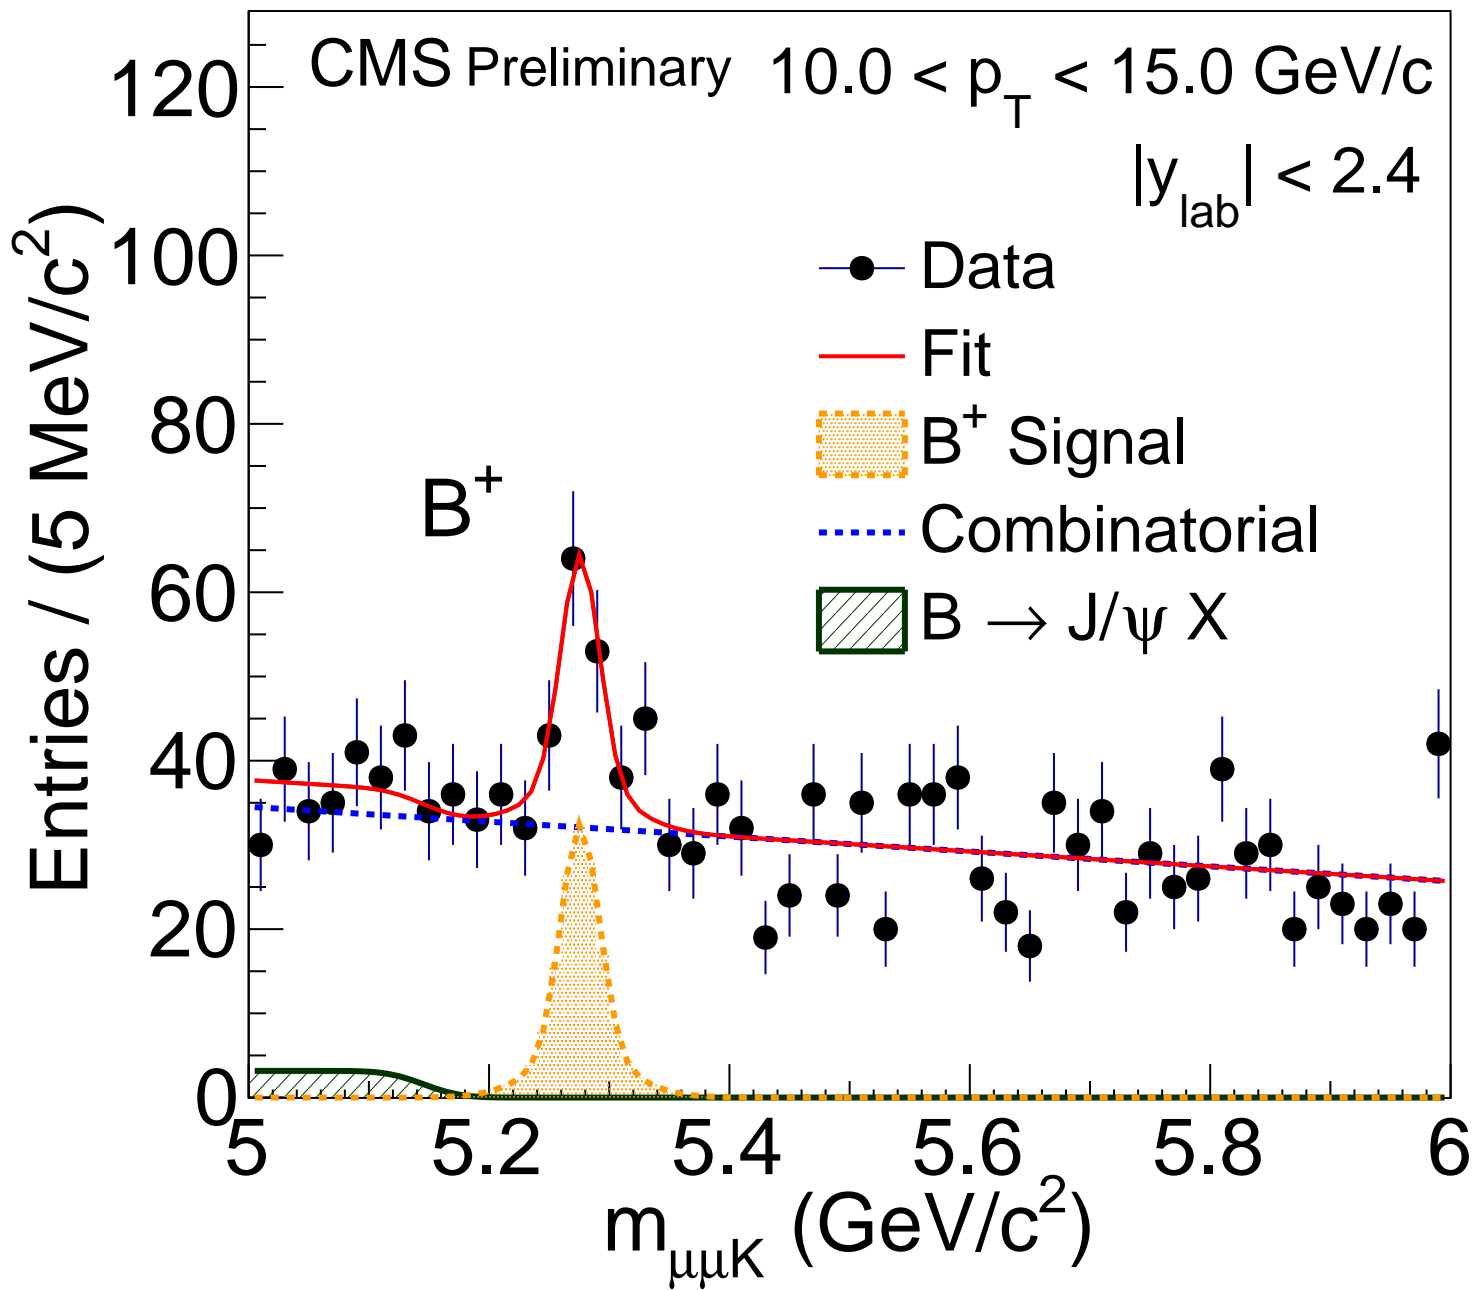 CMS Preliminary 10.0 < p_T < 15.0 GeV/c
|y_lab| < 2.4
Data
Fit
B⁺ Signal
Combinatorial
B → J/ψ X
B⁺
Entries / (5 MeV/c²)
120
100
80
60
40
20
0
5 5.2 5.4 5.6 5.8 6
m_μμK (GeV/c²)